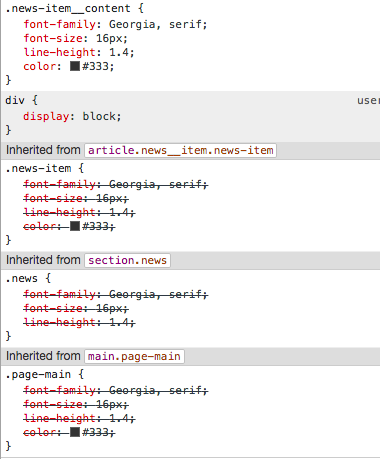 .news-item__content {
font-family: Georgia, serif;
font-size: 16px;
line-height: 1.4;
color: #333;
}
div {
user
display: block;
}
Inherited from article.news__item.news-item
.news-item {
font-family: Georgia, serif;
font-size: 16px;
line-height: 1.4;
color: #333;
}
Inherited from section.news
.news {
font-family: Georgia, serif;
font-size: 16px;
line-height: 1.4;
}
Inherited from main.page-main
.page-main {
font-family: Georgia, serif;
font-size: 16px;
line-height: 1.4;
color: #333;
}